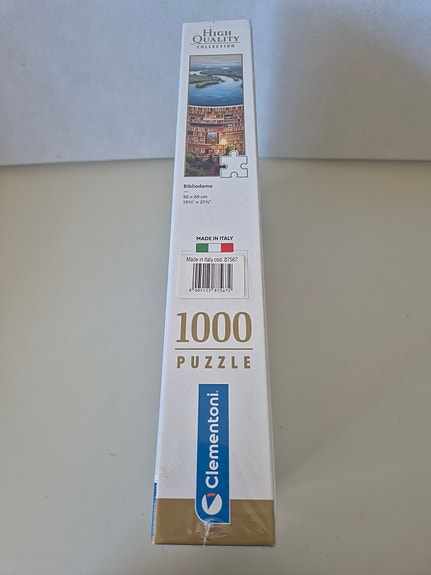 HIGH
QUALITY
COLLECTION
Bibliodame
50 x 69 cm
MADE IN ITALY
Made in Italy cod. 87567
1000
PUZZLE
Clementoni